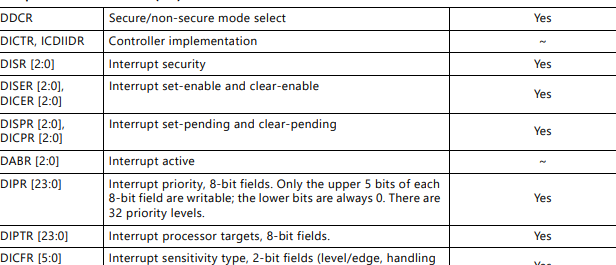 DDCR Secure/non-secure mode select Yes
DICTR, ICDIIDR Controller implementation ~
DISR [2:0] Interrupt security Yes
DISER [2:0],
DICER [2:0] Interrupt set-enable and clear-enable Yes
DISPR [2:0],
DICPR [2:0] Interrupt set-pending and clear-pending Yes
DABR [2:0] Interrupt active ~
DIPR [23:0] Interrupt priority, 8-bit fields. Only the upper 5 bits of each
8-bit field are writable; the lower bits are always 0. There are
32 priority levels. Yes
DIPTR [23:0] Interrupt processor targets, 8-bit fields. Yes
DICFR [5:0] Interrupt sensitivity type, 2-bit fields (level/edge, handling